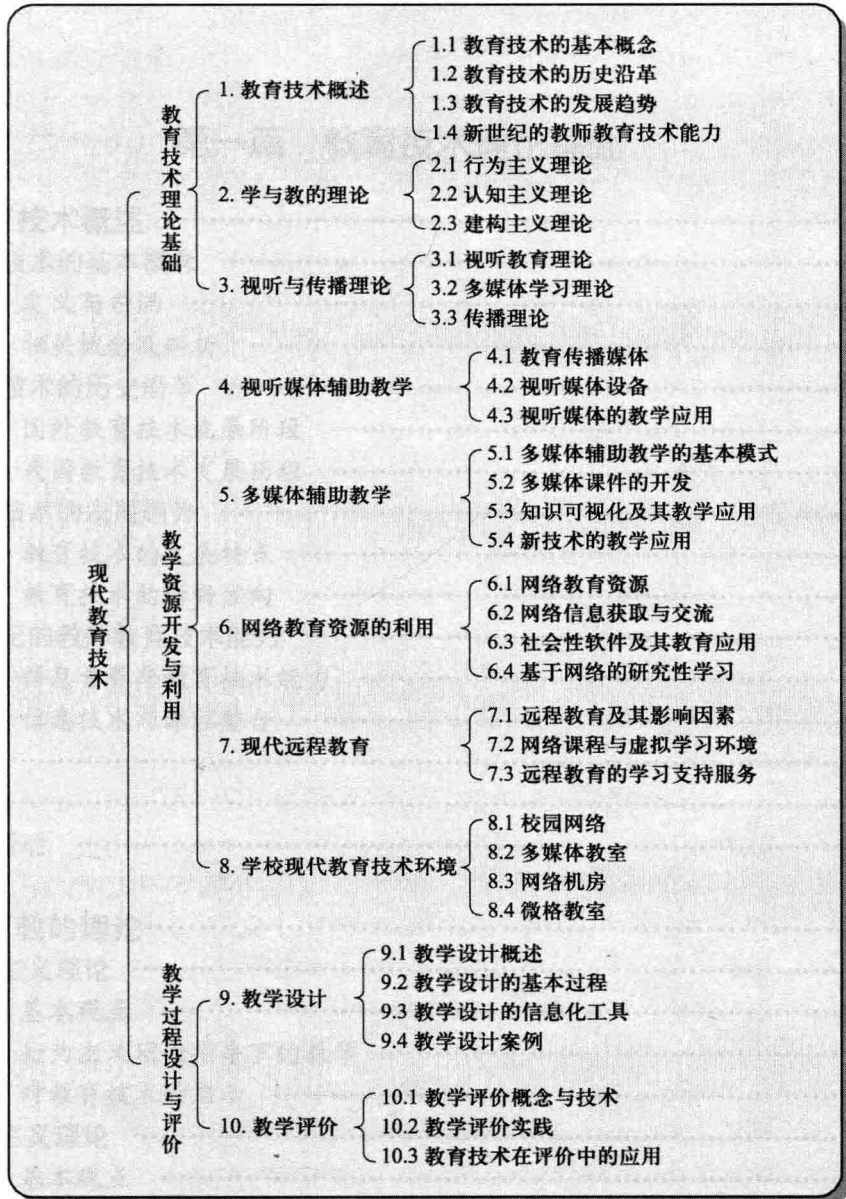 现代教育技术
教育技术理论基础
1. 教育技术概述
1.1 教育技术的基本概念
1.2 教育技术的历史沿革
1.3 教育技术的发展趋势
1.4 新世纪的教师教育技术能力
2. 学与教的理论
2.1 行为主义理论
2.2 认知主义理论
2.3 建构主义理论
3. 视听与传播理论
3.1 视听教育理论
3.2 多媒体学习理论
3.3 传播理论
教学资源开发与利用
4. 视听媒体辅助教学
4.1 教育传播媒体
4.2 视听媒体设备
4.3 视听媒体的教学应用
5. 多媒体辅助教学
5.1 多媒体辅助教学的基本模式
5.2 多媒体课件的开发
5.3 知识可视化及其教学应用
5.4 新技术的教学应用
6. 网络教育资源的利用
6.1 网络教育资源
6.2 网络信息获取与交流
6.3 社会性软件及其教育应用
6.4 基于网络的研究性学习
7. 现代远程教育
7.1 远程教育及其影响因素
7.2 网络课程与虚拟学习环境
7.3 远程教育的学习支持服务
8. 学校现代教育技术环境
8.1 校园网络
8.2 多媒体教室
8.3 网络机房
8.4 微格教室
教学过程设计与评价
9. 教学设计
9.1 教学设计概述
9.2 教学设计的基本过程
9.3 教学设计的信息化工具
9.4 教学设计案例
10. 教学评价
10.1 教学评价概念与技术
10.2 教学评价实践
10.3 教育技术在评价中的应用